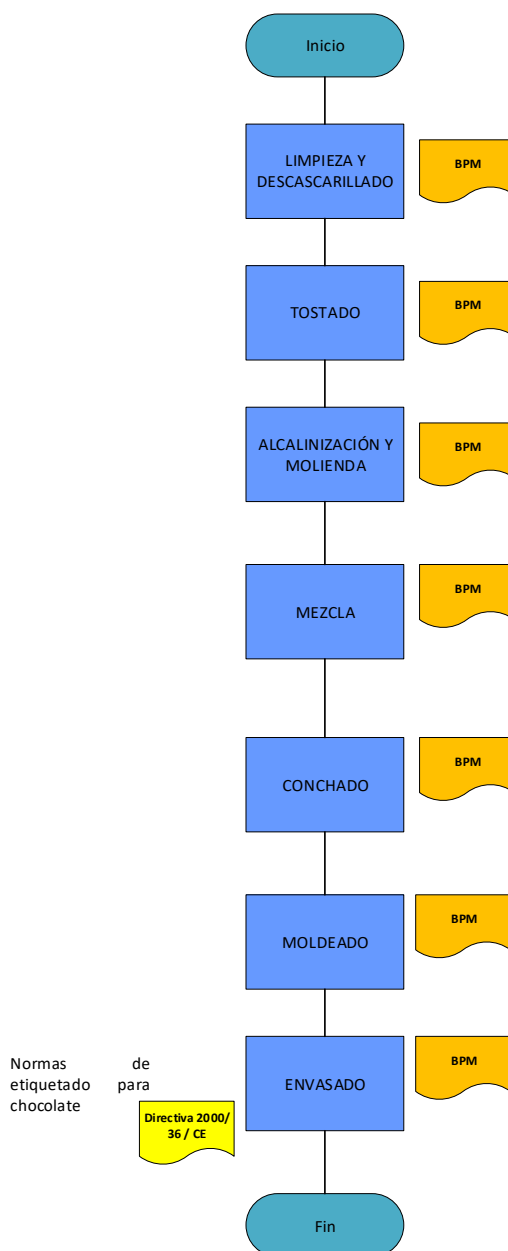 Inicio
LIMPIEZA Y
DESCASCARILLADO
BPM
TOSTADO
BPM
ALCALINIZACIÓN Y
MOLIENDA
BPM
MEZCLA
BPM
CONCHADO
BPM
MOLDEADO
BPM
Normas de
etiquetado para
chocolate
Directiva 2000/
36 / CE
ENVASADO
BPM
Fin